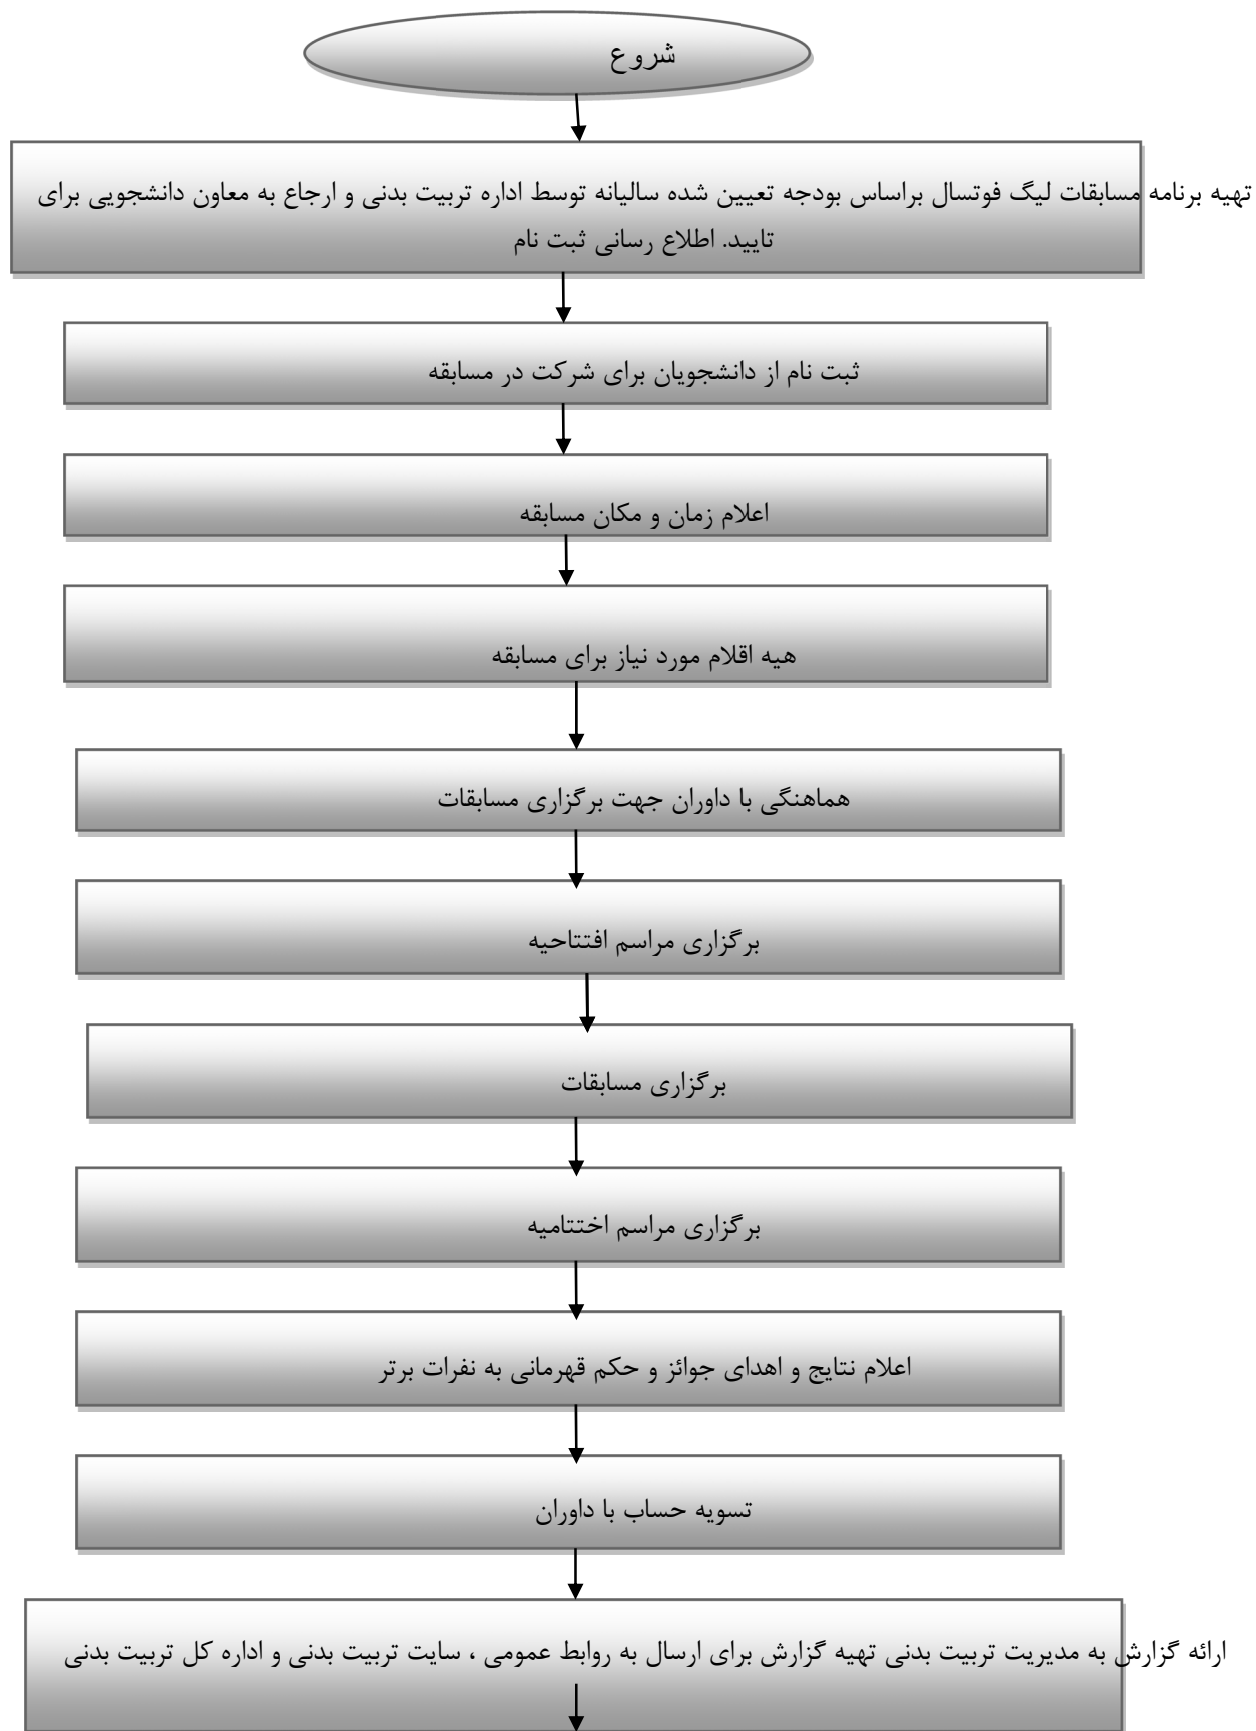 شروع
تهیه برنامه مسابقات لیگ فوتسال براساس بودجه تعیین شده سالیانه توسط اداره تربیت بدنی و ارجاع به معاون دانشجویی برای
تایید. اطلاع رسانی ثبت نام
ثبت نام از دانشجویان برای شرکت در مسابقه
اعلام زمان و مکان مسابقه
هیه اقلام مورد نیاز برای مسابقه
هماهنگی با داوران جهت برگزاری مسابقات
برگزاری مراسم افتتاحیه
برگزاری مسابقات
برگزاری مراسم اختتامیه
اعلام نتایج و اهدای جوائز و حکم قهرمانی به نفرات برتر
تسویه حساب با داوران
ارائه گزارش به مدیریت تربیت بدنی تهیه گزارش برای ارسال به روابط عمومی ، سایت تربیت بدنی و اداره کل تربیت بدنی